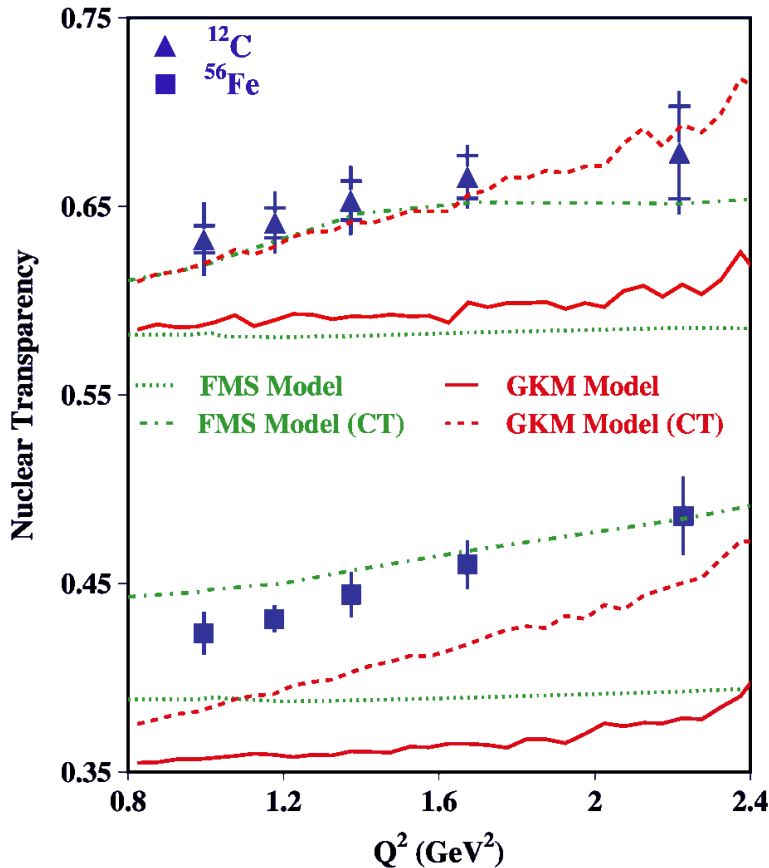 0.75
¹²C
⁵⁶Fe
0.65
Nuclear Transparency
0.55
FMS Model
GKM Model
FMS Model (CT)
GKM Model (CT)
0.45
0.35
0.8
1.2
1.6
2
2.4
Q² (GeV²)